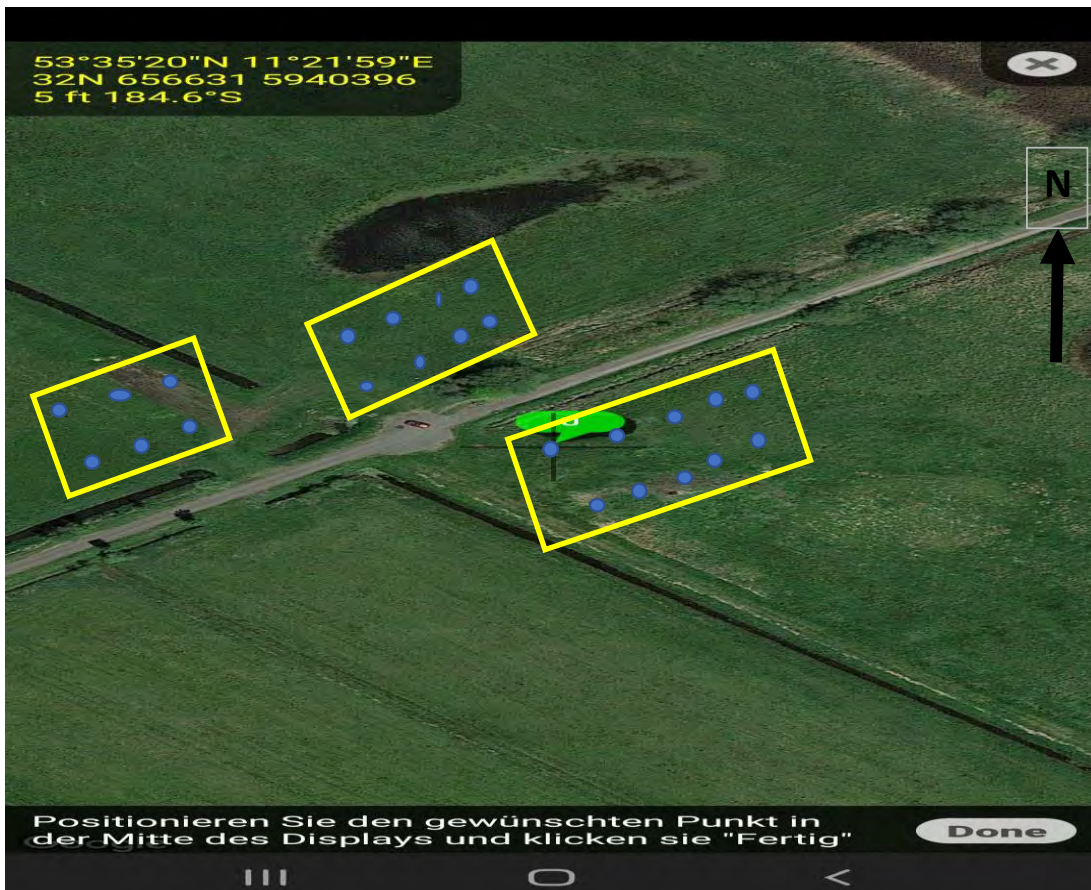 53°35'20"N 11°21'59"E
32N 656631 5940396
5 ft 184.6°S
N
Positionieren Sie den gewünschten Punkt in
der Mitte des Displays und klicken sie "Fertig"
Done